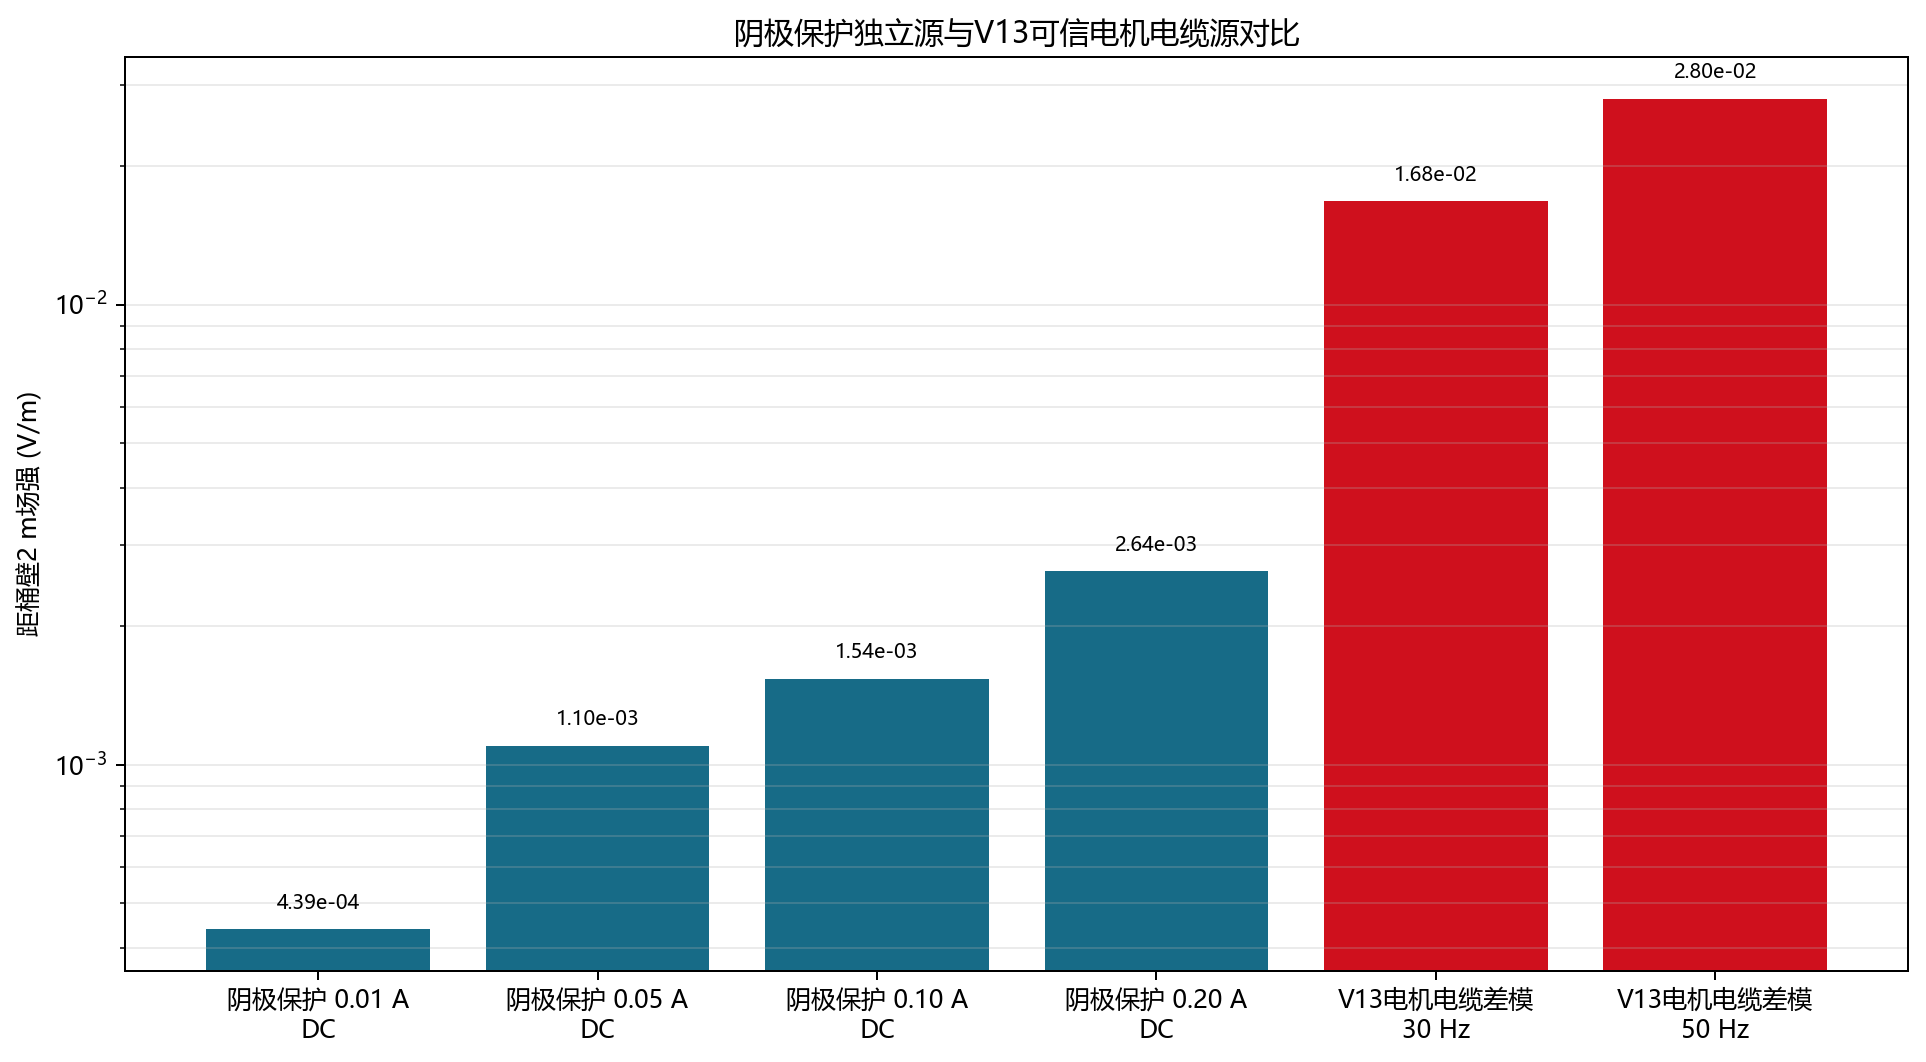 阴极保护独立源与V13可信电机电缆源对比
距桶壁2 m场强 (V/m)
10⁻²
10⁻³
4.39e-04
1.10e-03
1.54e-03
2.64e-03
1.68e-02
2.80e-02
阴极保护 0.01 A
DC
阴极保护 0.05 A
DC
阴极保护 0.10 A
DC
阴极保护 0.20 A
DC
V13电机电缆差模
30 Hz
V13电机电缆差模
50 Hz